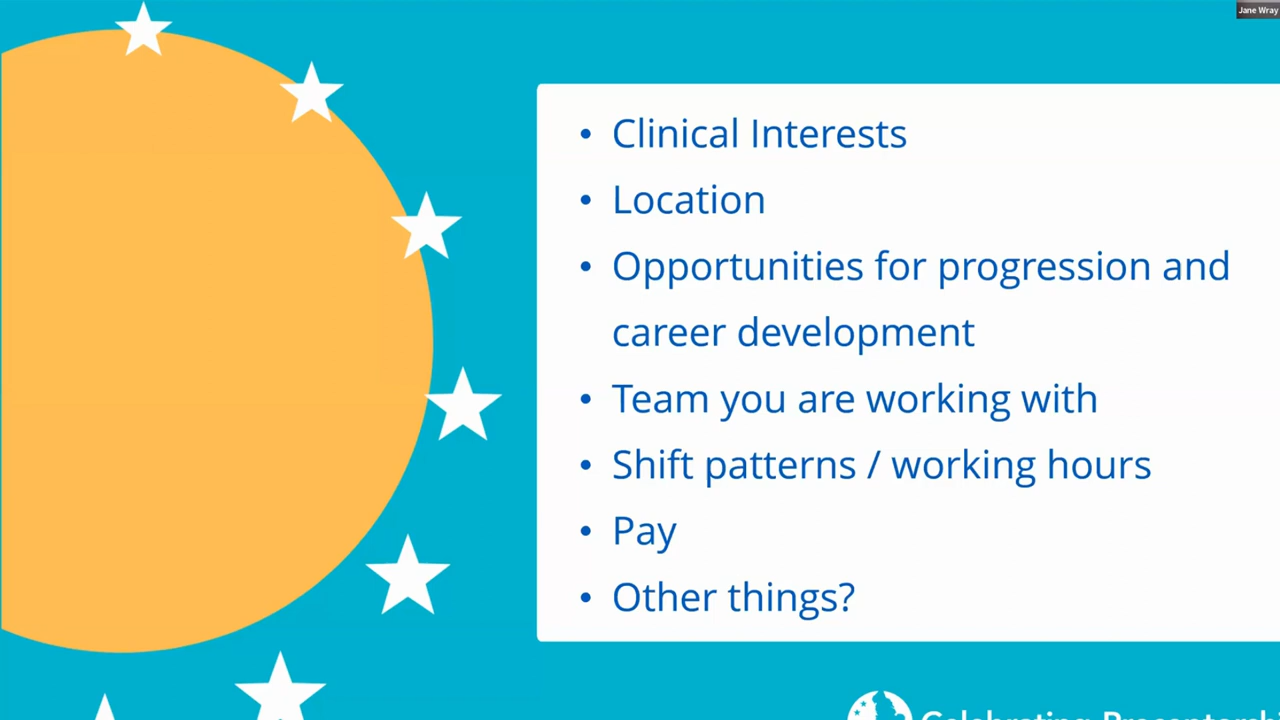 Jane Wray
• Clinical Interests
• Location
• Opportunities for progression and
career development
• Team you are working with
• Shift patterns / working hours
• Pay
• Other things?
Celebrating